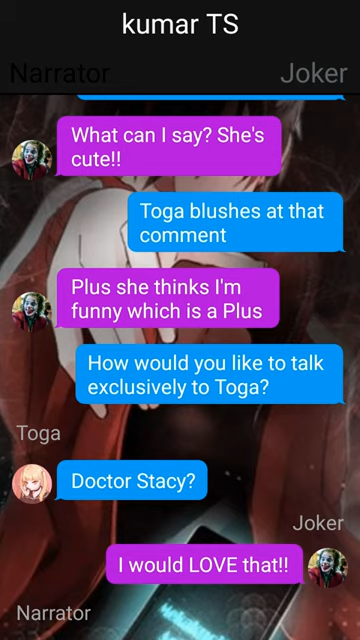 kumar TS
Narrator
Joker
What can I say? She's
cute!!
Toga blushes at that
comment
Plus she thinks I'm
funny which is a Plus
How would you like to talk
exclusively to Toga?
Toga
Doctor Stacy?
Joker
I would LOVE that!!
Narrator